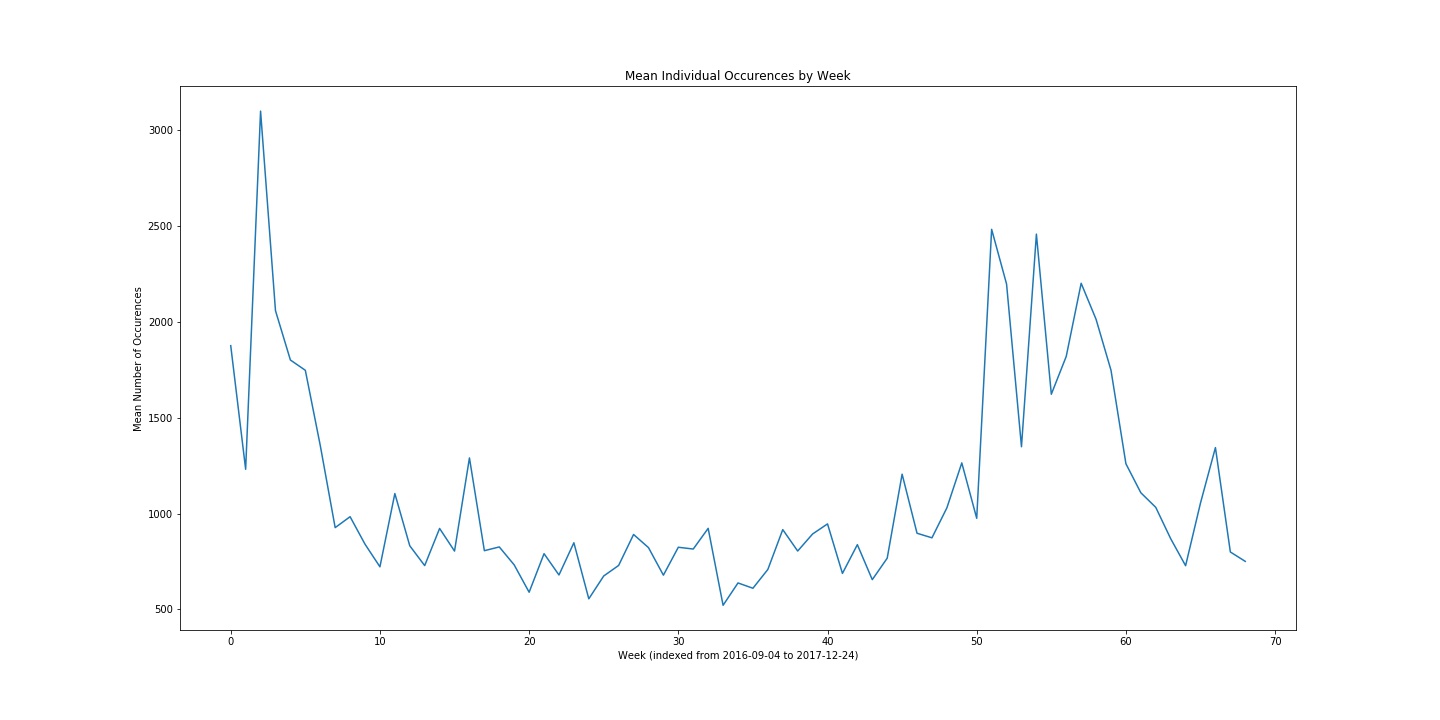 Mean Individual Occurences by Week
Mean Number of Occurences
3000
2500
2000
1500
1000
500
0 10 20 30 40 50 60 70
Week (indexed from 2016-09-04 to 2017-12-24)